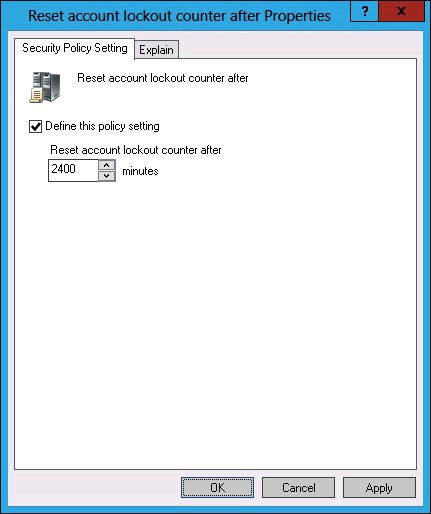 Reset account lockout counter after Properties
? x
Security Policy Setting Explain
Reset account lockout counter after
Define this policy setting
Reset account lockout counter after
2400 minutes
OK Cancel Apply